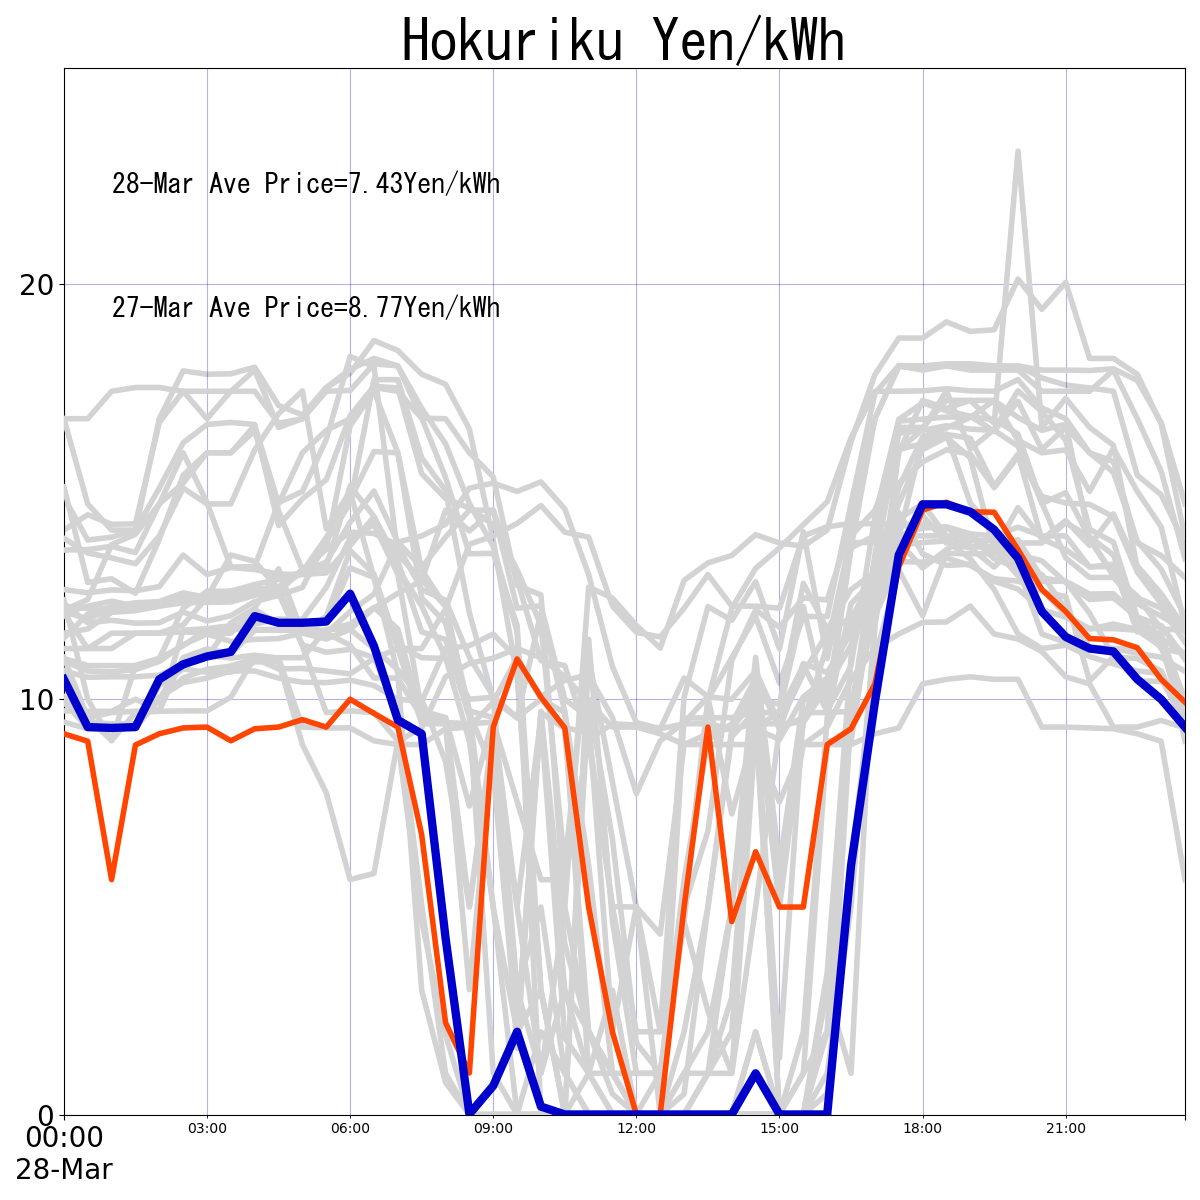 Hokuriku Yen/kWh
28-Mar Ave Price=7.43Yen/kWh
27-Mar Ave Price=8.77Yen/kWh
20
10
0
00:00 03:00 06:00 09:00 12:00 15:00 18:00 21:00
28-Mar